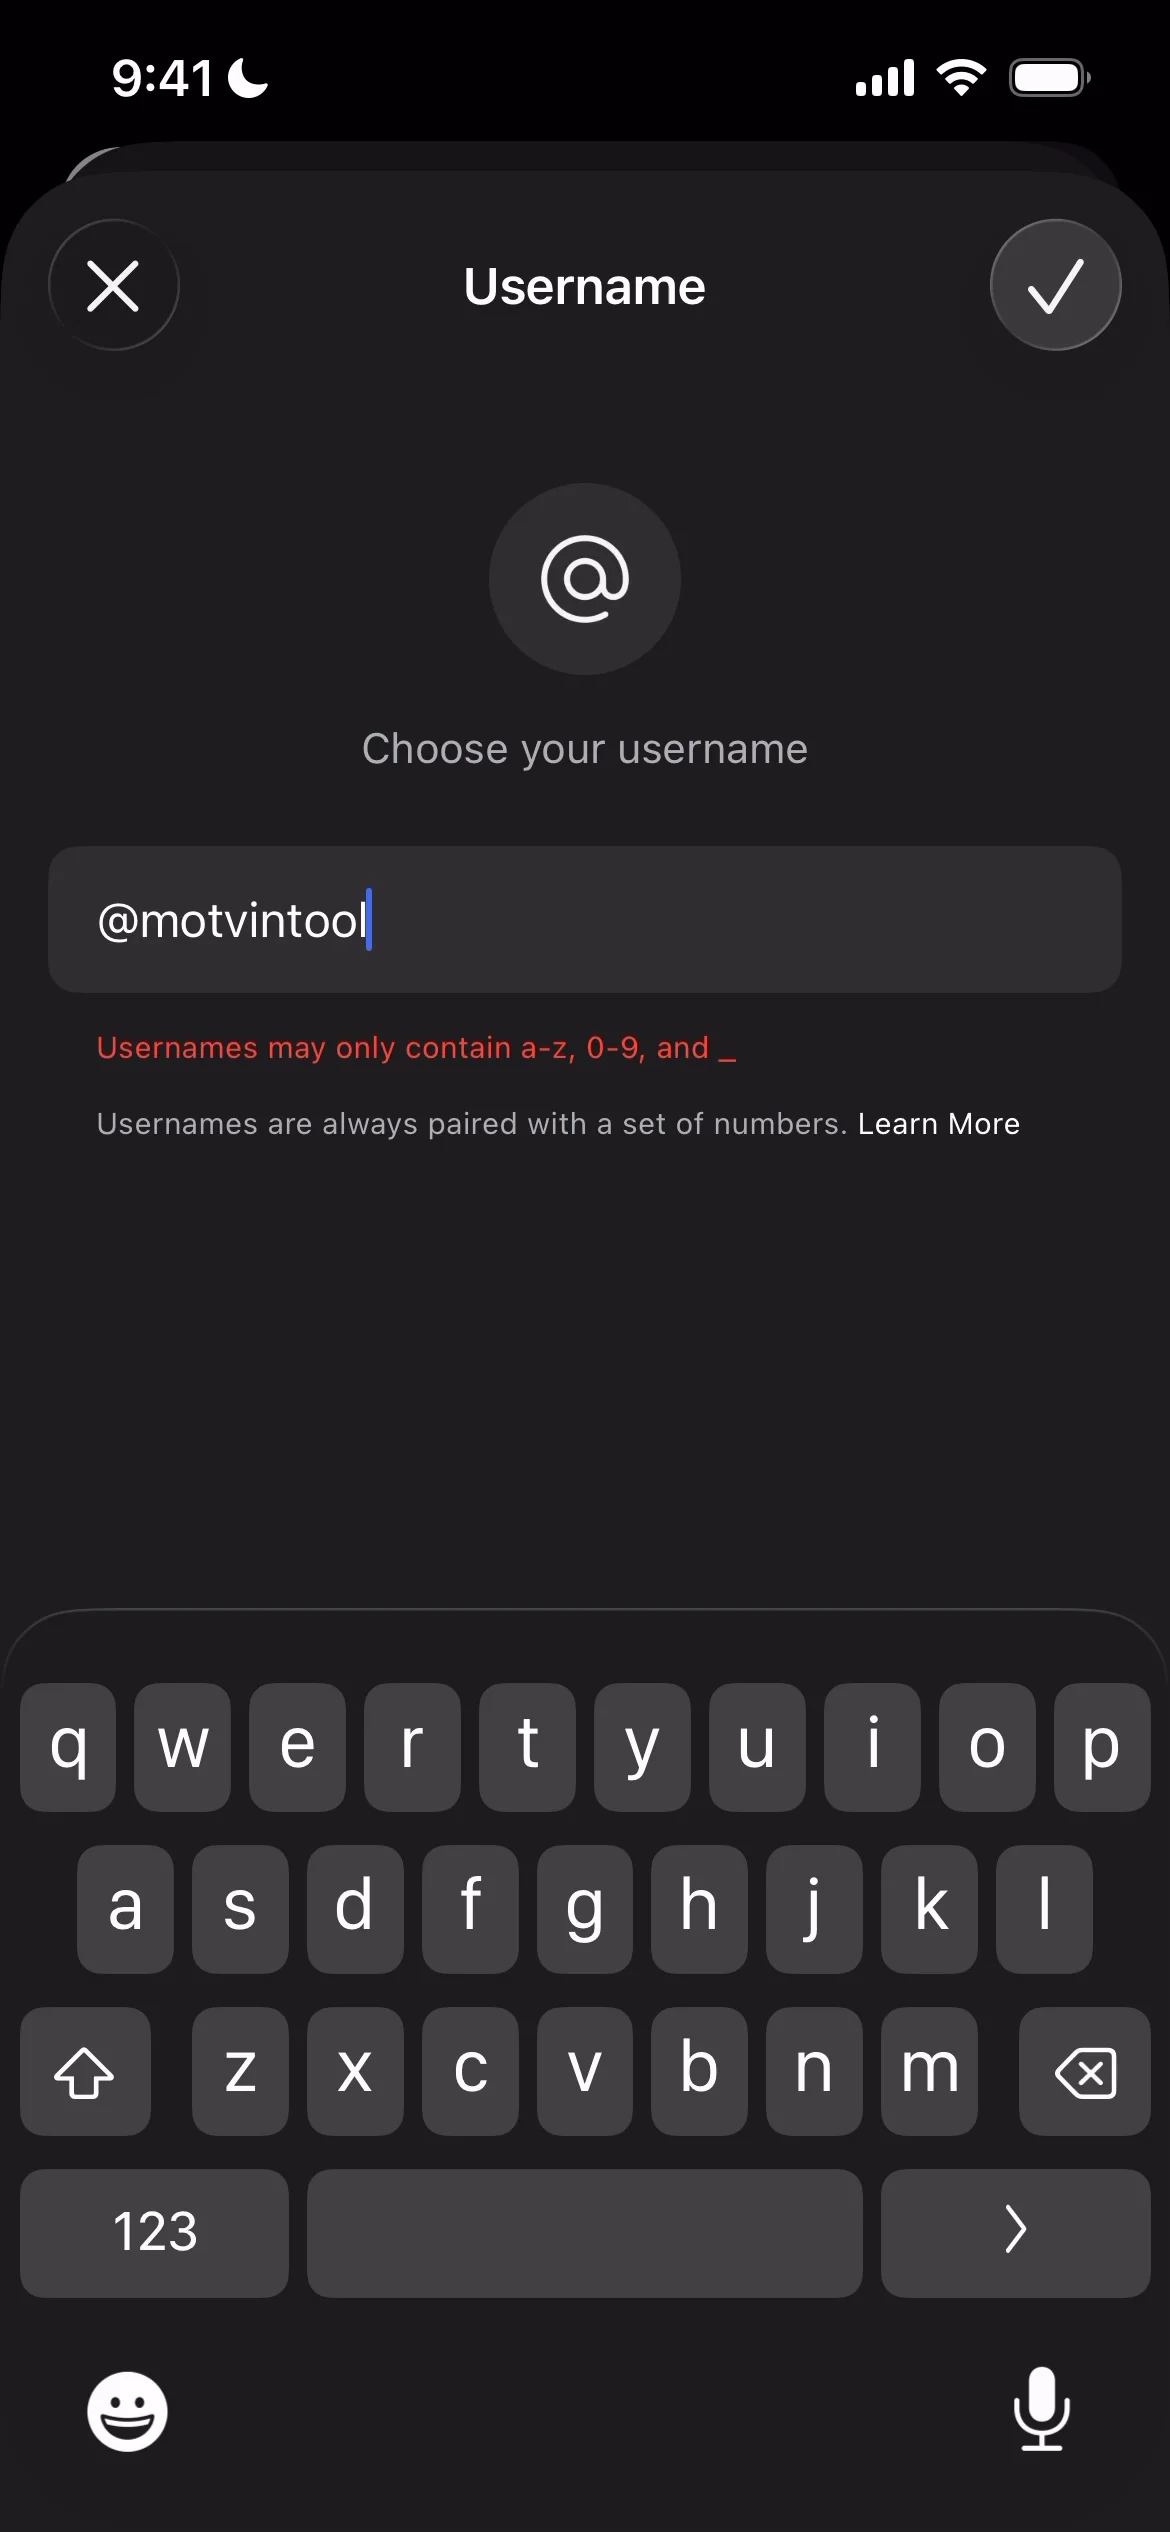 9:41
Username
@
Choose your username
@motvintool
Usernames may only contain a-z, 0-9, and _
Usernames are always paired with a set of numbers. Learn More
q w e r t y u i o p
a s d f g h j k l
z x c v b n m
123